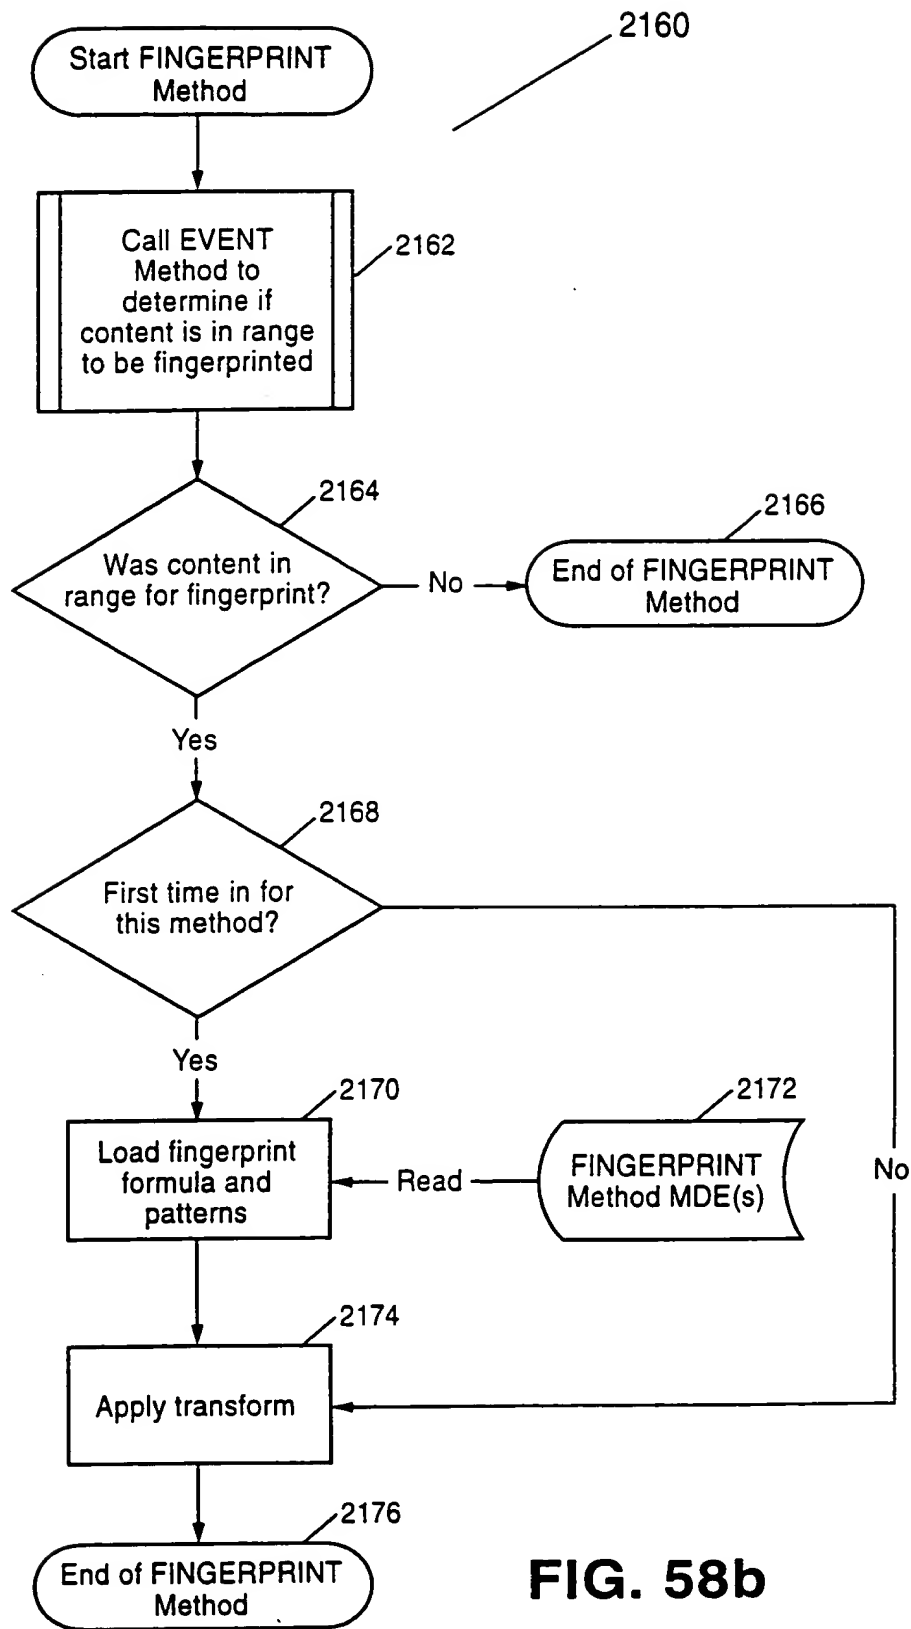 2160
Start FINGERPRINT
Method
Call EVENT
Method to
determine if
content is in range
to be fingerprinted
2162
2164
Was content in
range for fingerprint?
No
2166
End of FINGERPRINT
Method
Yes
2168
First time in for
this method?
Yes
No
2170
Load fingerprint
formula and
patterns
Read
2172
FINGERPRINT
Method MDE(s)
2174
Apply transform
2176
End of FINGERPRINT
Method
FIG. 58b